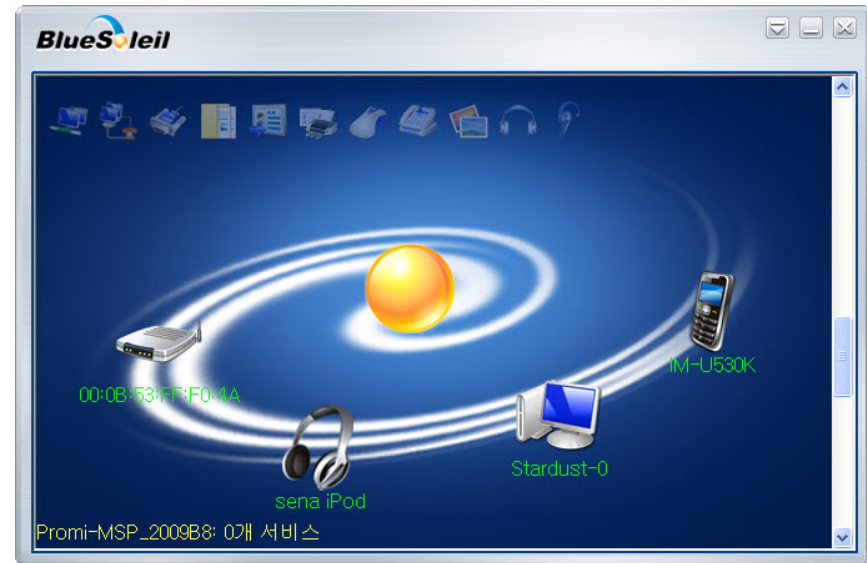 BlueSoleil
IM-U530K
00:0B:53:FF:F0:4A
Stardust-0
sena iPod
Promi-MSP_2009B8: 0개 서비스